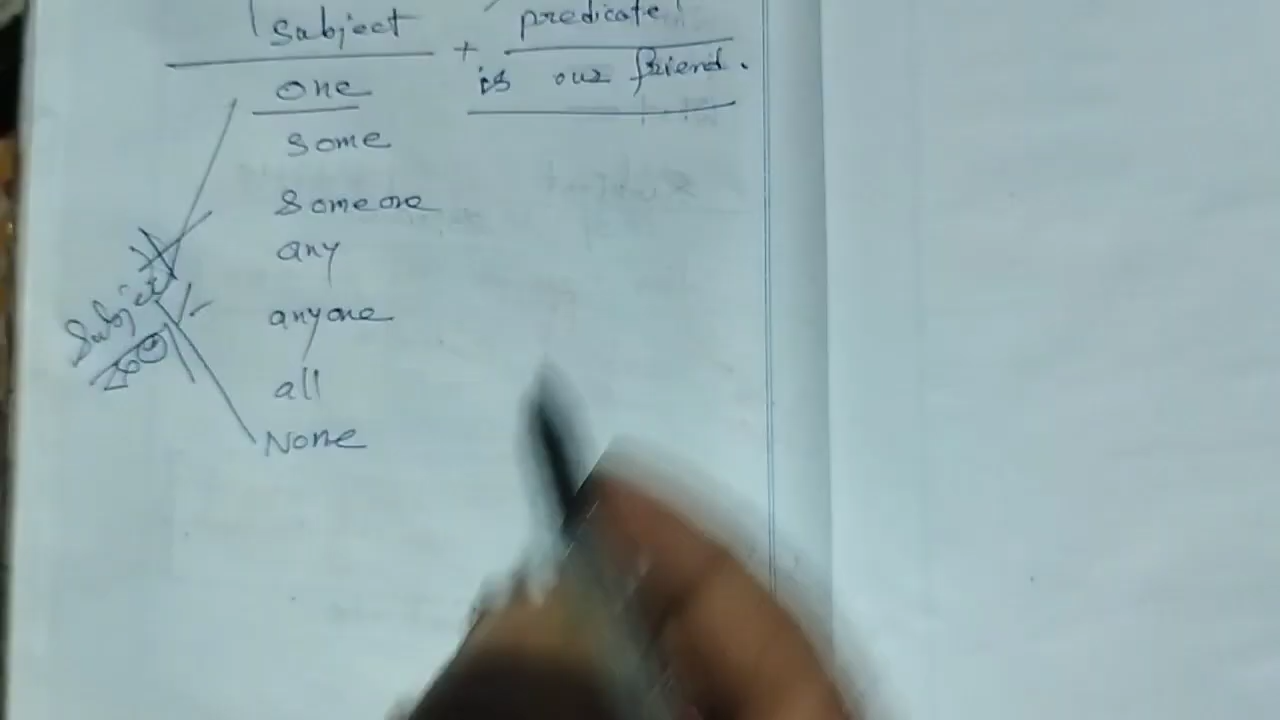 Subject + predicate
one is our friend.
some
someone
any
anyone
all
None
Subject